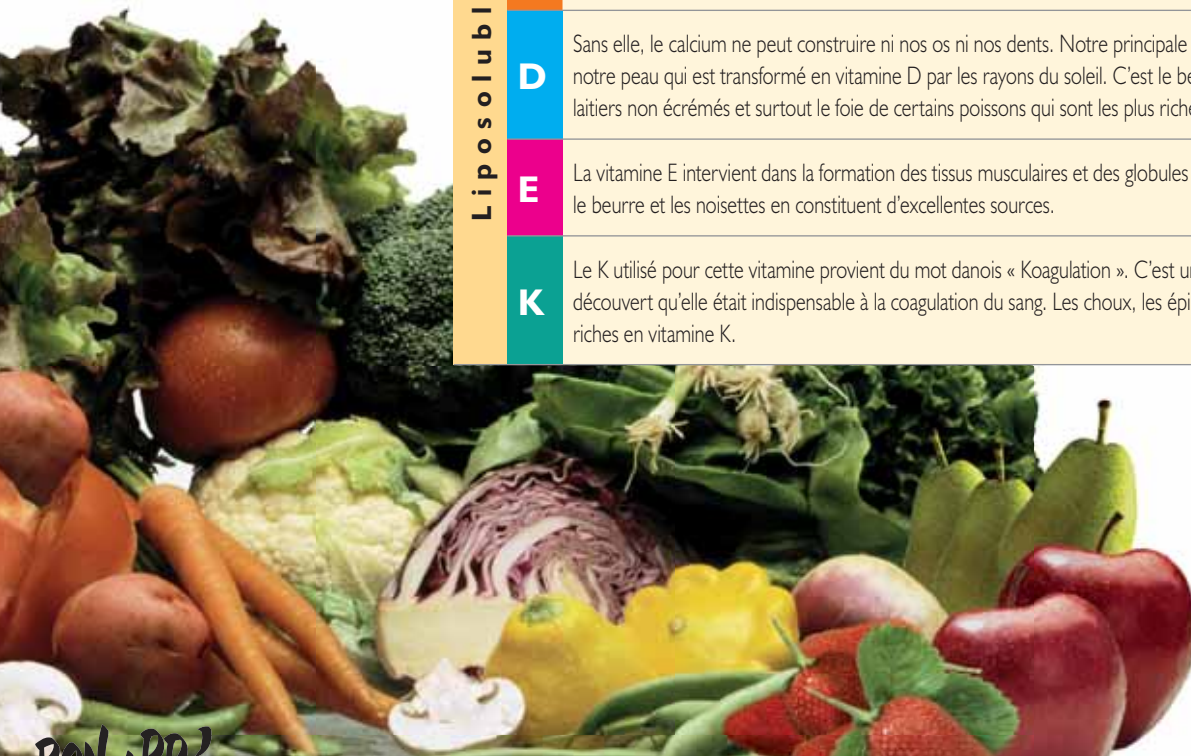 Liposolubl
D
Sans elle, le calcium ne peut construire ni nos os ni nos dents. Notre principale
notre peau qui est transformé en vitamine D par les rayons du soleil. C'est le be
laitiers non écrémés et surtout le foie de certains poissons qui sont les plus riche
E
La vitamine E intervient dans la formation des tissus musculaires et des globules
le beurre et les noisettes en constituent d'excellentes sources.
K
Le K utilisé pour cette vitamine provient du mot danois « Koagulation ». C'est un
découvert qu'elle était indispensable à la coagulation du sang. Les choux, les épi
riches en vitamine K.